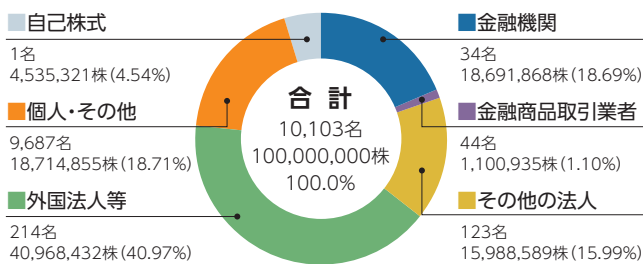 自己株式
1名
4,535,321株(4.54%)
個人・その他
9,687名
18,714,855株(18.71%)
外国法人等
214名
40,968,432株(40.97%)
合 計
10,103名
100,000,000株
100.0%
金融機関
34名
18,691,868株(18.69%)
金融商品取引業者
44名
1,100,935株(1.10%)
その他の法人
123名
15,988,589株(15.99%)